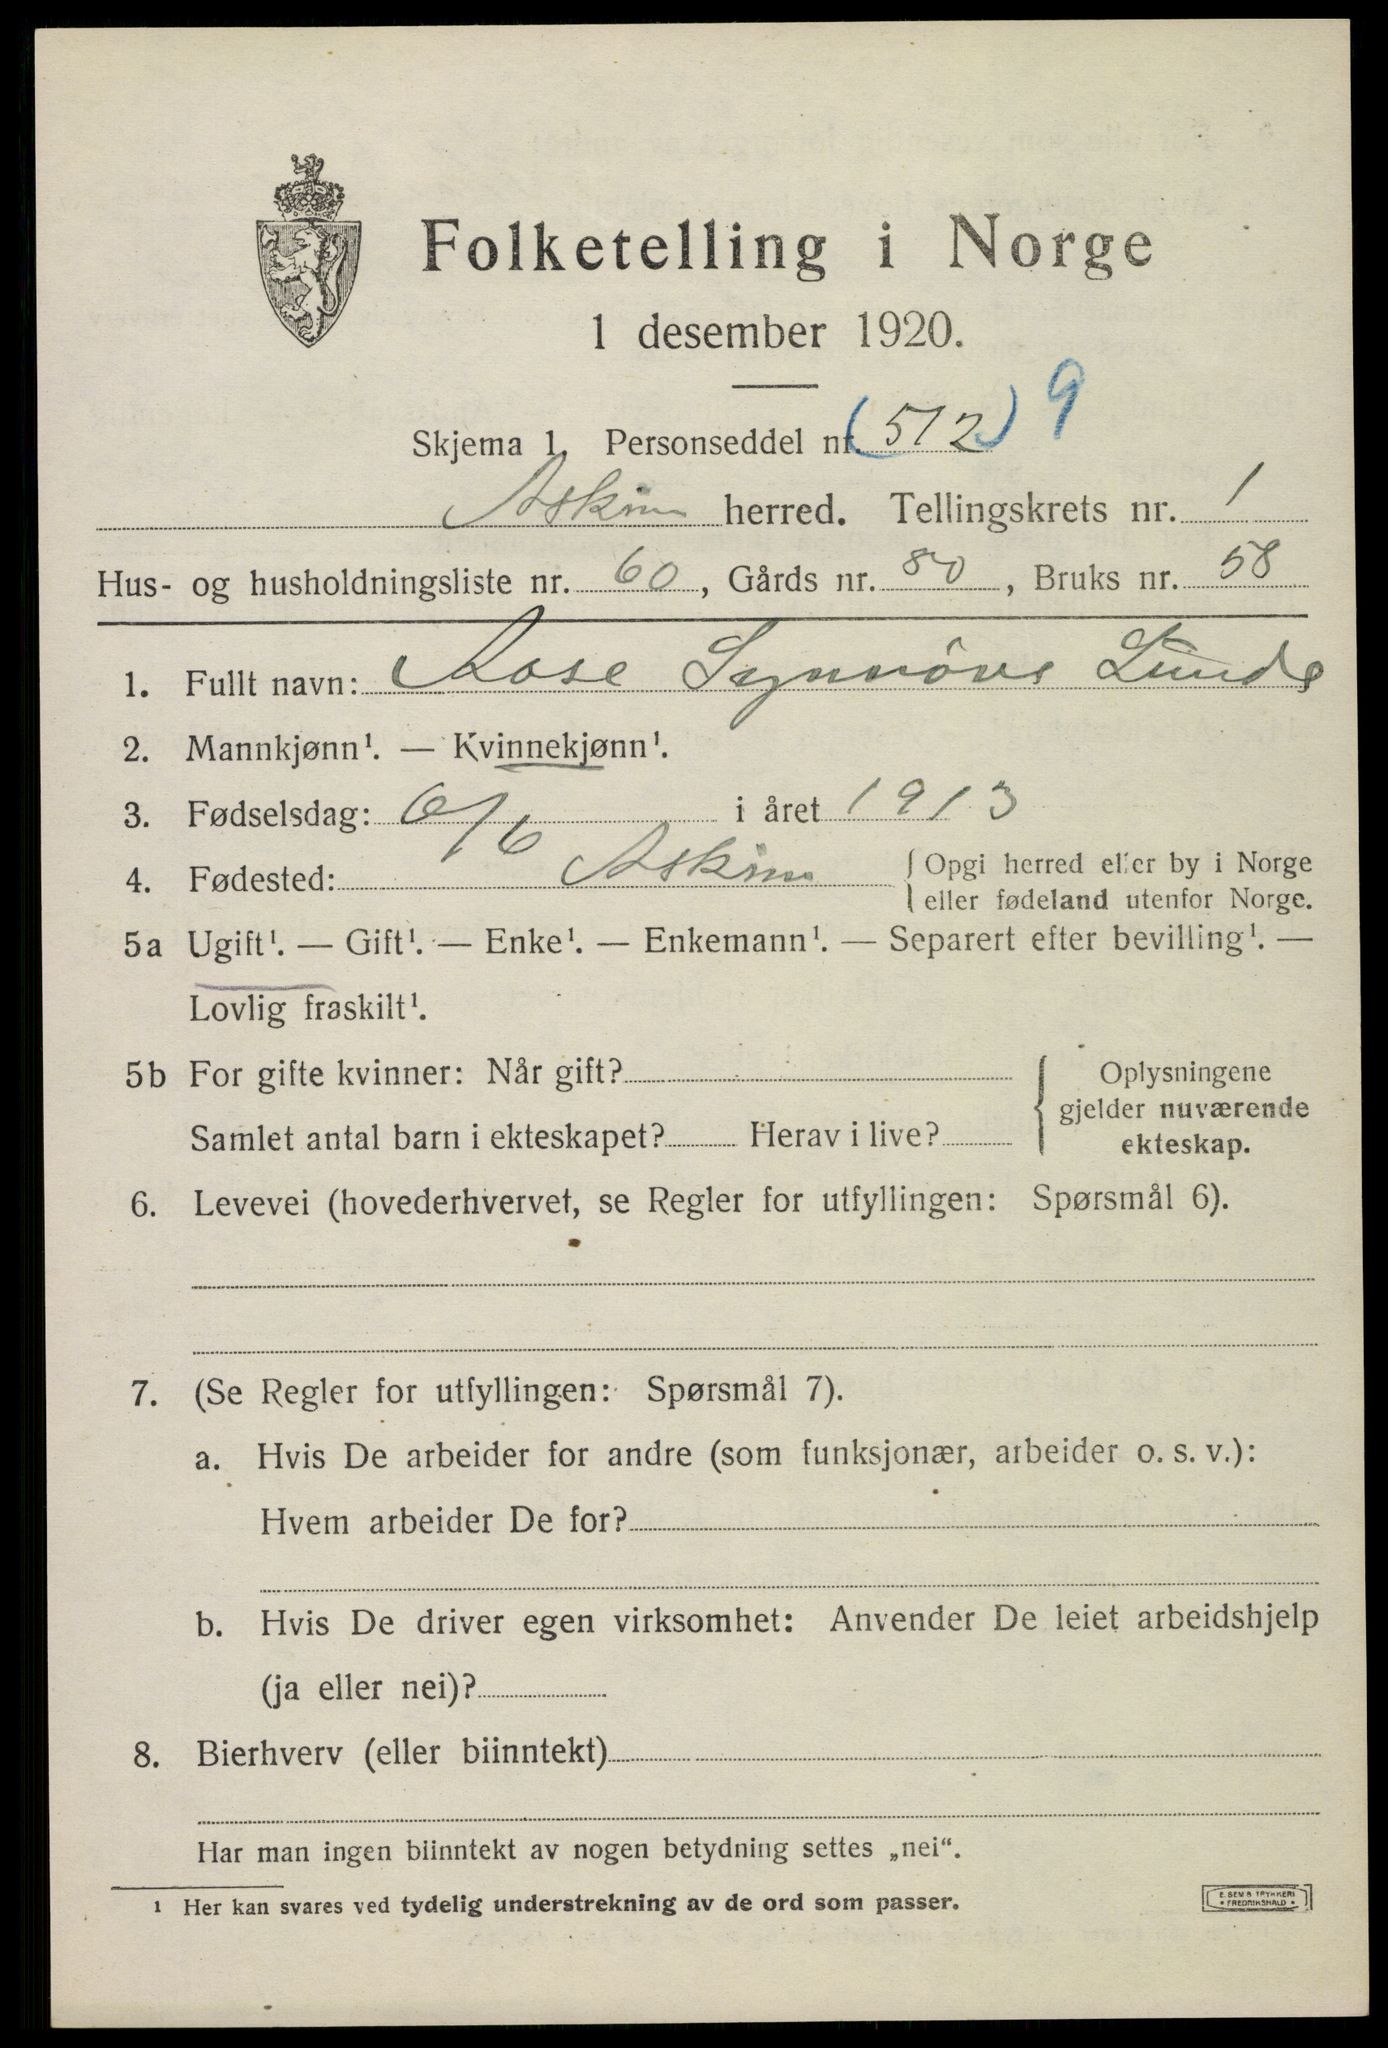 Folketelling i Norge
1 desember 1920.
Skjema 1. Personseddel nr. (512) 9
Askim herred. Tellingskrets nr. 1
Hus- og husholdningsliste nr. 60, Gårds nr. 80, Bruks nr. 58
1. Fullt navn: Aase Synnöve Lunde
2. Mannkjønn¹. — Kvinnekjønn¹.
3. Fødselsdag: 6/6 i året 1913
4. Fødested: Askim { Opgi herred eller by i Norge
eller fødeland utenfor Norge.
5a Ugift¹. — Gift¹. — Enke¹. — Enkemann¹. — Separert efter bevilling¹. —
Lovlig fraskilt¹.
5b For gifte kvinner: Når gift? { Oplysningene
gjelder nuværende
Samlet antal barn i ekteskapet? Herav i live? ekteskap.
6. Levevei (hovederhvervet, se Regler for utfyllingen: Spørsmål 6).
7. (Se Regler for utfyllingen: Spørsmål 7).
a. Hvis De arbeider for andre (som funksjonær, arbeider o. s. v.):
Hvem arbeider De for?
b. Hvis De driver egen virksomhet: Anvender De leiet arbeidshjelp
(ja eller nei)?
8. Bierhverv (eller biinntekt)
Har man ingen biinntekt av nogen betydning settes „nei“.
¹ Her kan svares ved tydelig understrekning av de ord som passer.
E. SEM S TRYKKERI
• FREDRIKSHALD •